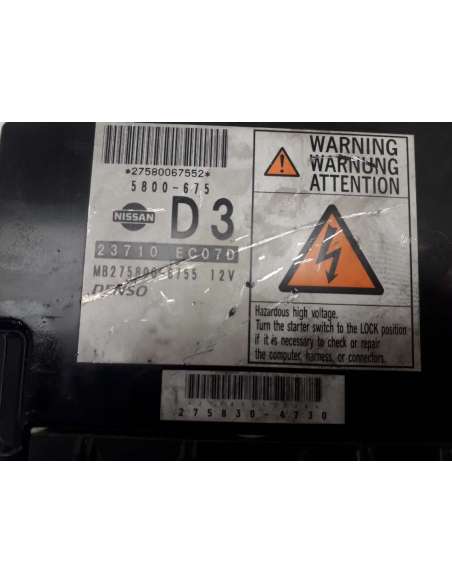 *27580067552*
5800-675
NISSAN
D3
23710 EC07D
MB275800-6755 12V
DENSO
WARNING
WARNUNG
ATTENTION
Hazardous high voltage.
Turn the starter switch to the LOCK position
if it is necessary to check or repair
the computer, harness, or connectors.
275830-4730